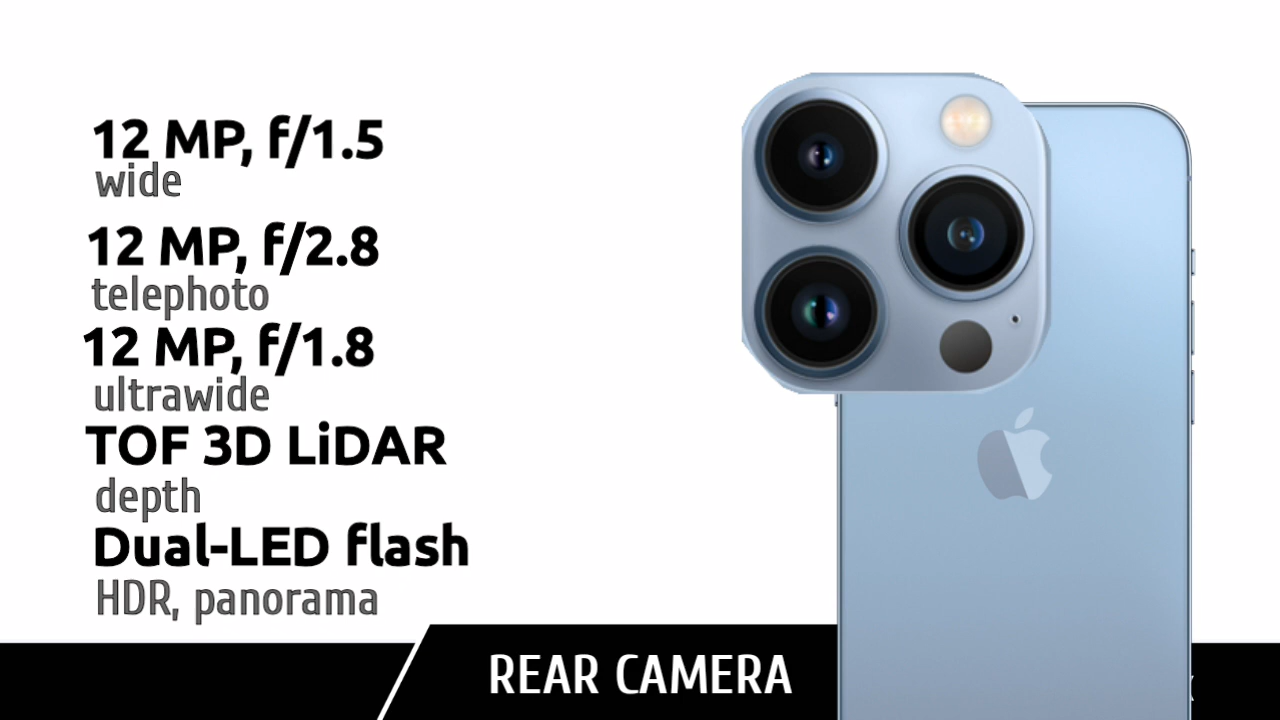 12 MP, f/1.5
wide
12 MP, f/2.8
telephoto
12 MP, f/1.8
ultrawide
TOF 3D LiDAR
depth
Dual-LED flash
HDR, panorama
REAR CAMERA